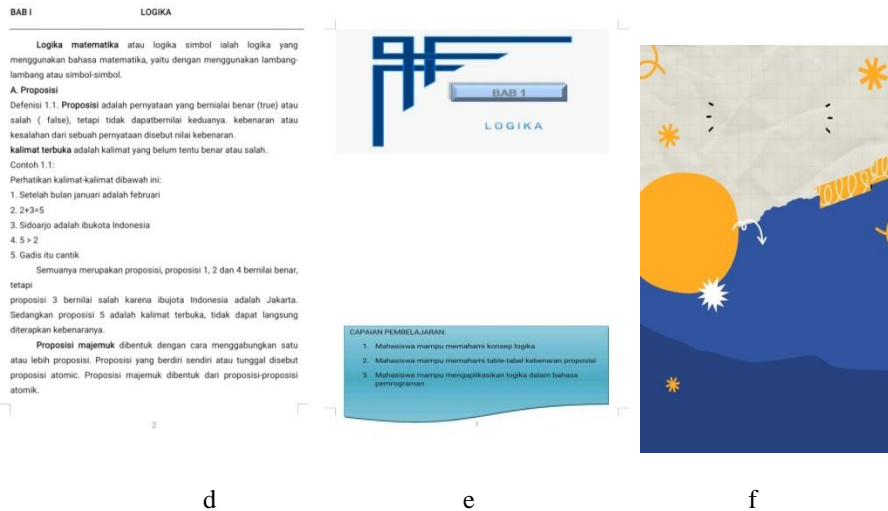 BAB I LOGIKA
Logika matematika atau logika simbol ialah logika yang
menggunakan bahasa matematika, yaitu dengan menggunakan lambang-
lambang atau simbol-simbol.
A. Proposisi
Defenisi 1.1. Proposisi adalah pernyataan yang bernialai benar (true) atau
salah ( false), tetapi tidak dapatbernilai keduanya. kebenaran atau
kesalahan dari sebuah pernyataan disebut nilai kebenaran.
kalimat terbuka adalah kalimat yang belum tentu benar atau salah.
Contoh 1.1:
Perhatikan kalimat-kalimat dibawah ini:
1. Setelah bulan januari adalah februari
2. 2+3=5
3. Sidoarjo adalah ibukota Indonesia
4. 5 > 2
5. Gadis itu cantik
Semuanya merupakan proposisi, proposisi 1, 2 dan 4 bernilai benar,
tetapi
proposisi 3 bernilai salah karena ibujota Indonesia adalah Jakarta.
Sedangkan proposisi 5 adalah kalimat terbuka, tidak dapat langsung
diterapkan kebenaranya.
Proposisi majemuk dibentuk dengan cara menggabungkan satu
atau lebih proposisi. Proposisi yang berdiri sendiri atau tunggal disebut
proposisi atomic. Proposisi majemuk dibentuk dari proposisi-proposisi
atomik.
2
BAB 1
LOGIKA
CAPAIAN PEMBELAJARAN:
1. Mahasiswa mampu memahami konsep logika
2. Mahasiswa mampu memahami table-tabel kebenaran proposisi
3. Mahasiswa mampu mengaplikasikan logika dalam bahasa
pemrograman
1
d e f